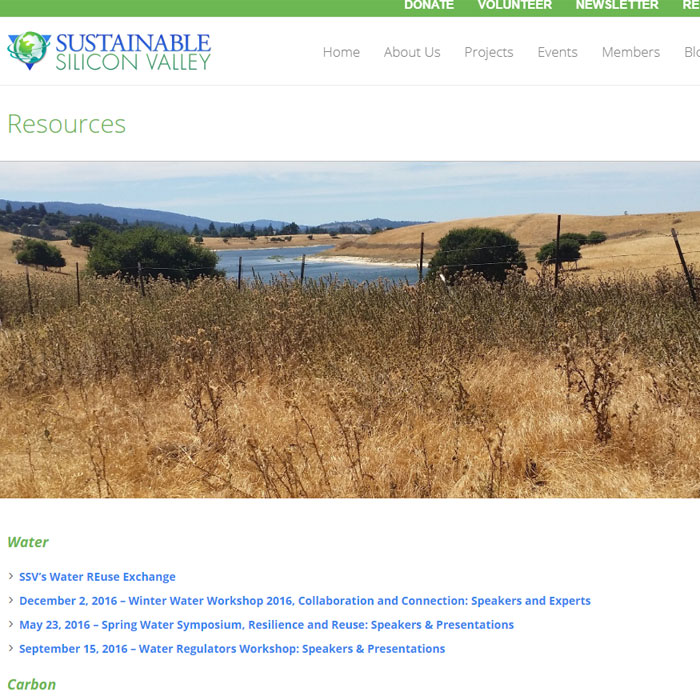 DONATE VOLUNTEER NEWSLETTER RE
SUSTAINABLE
SILICON VALLEY
Home About Us Projects Events Members Blo
Resources
Water
SSV's Water REuse Exchange
December 2, 2016 – Winter Water Workshop 2016, Collaboration and Connection: Speakers and Experts
May 23, 2016 – Spring Water Symposium, Resilience and Reuse: Speakers & Presentations
September 15, 2016 – Water Regulators Workshop: Speakers & Presentations
Carbon